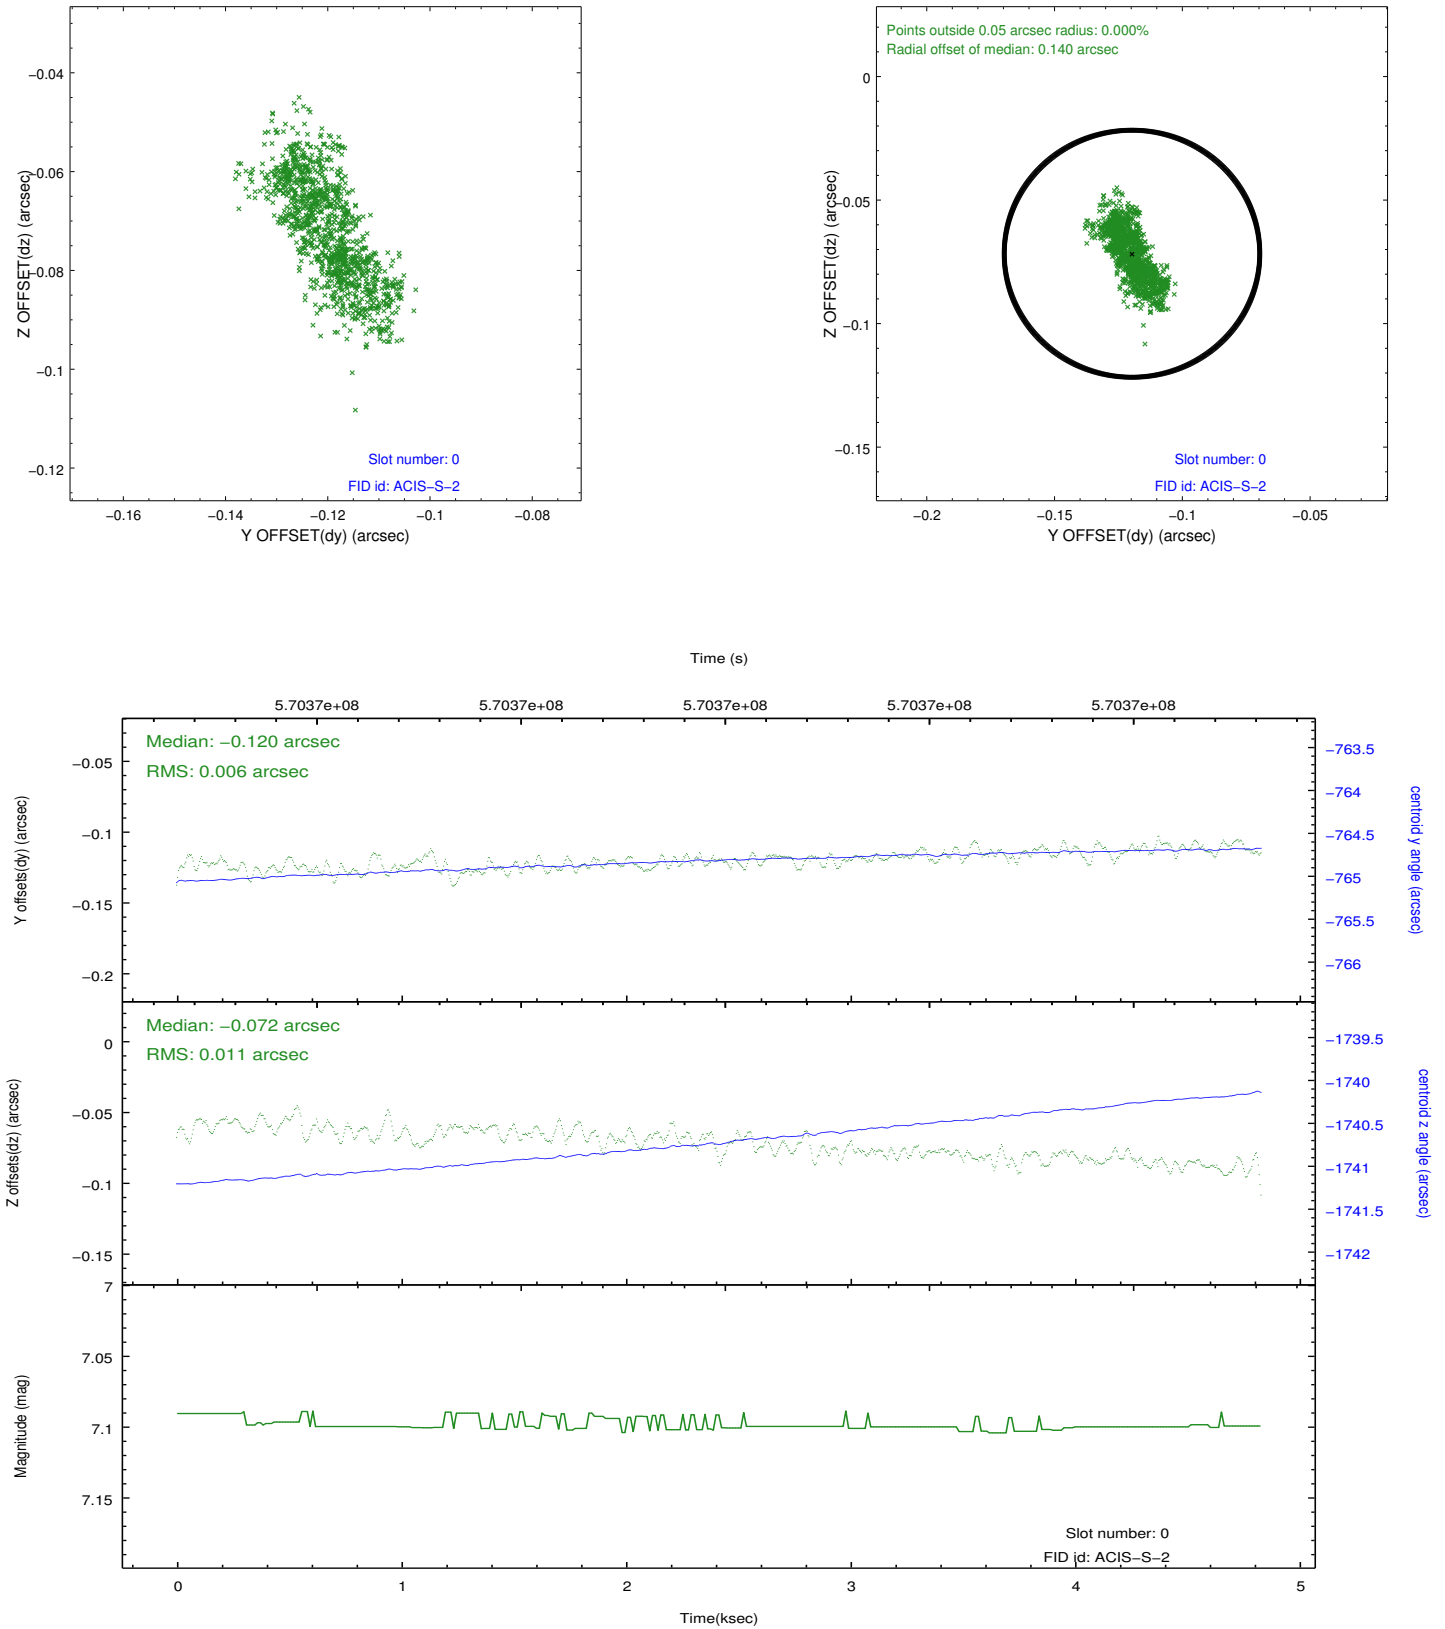 −0.04
−0.06
−0.08
−0.1
−0.12
Z OFFSET(dz) (arcsec)
Slot number: 0
FID id: ACIS−S−2
−0.16
−0.14
−0.12
−0.1
−0.08
Y OFFSET(dy) (arcsec)
Points outside 0.05 arcsec radius: 0.000%
Radial offset of median: 0.140 arcsec
0
−0.05
−0.1
−0.15
Z OFFSET(dz) (arcsec)
Slot number: 0
FID id: ACIS−S−2
−0.2
−0.15
−0.1
−0.05
Y OFFSET(dy) (arcsec)
Time (s)
5.7037e+08
5.7037e+08
5.7037e+08
5.7037e+08
5.7037e+08
Median: −0.120 arcsec
RMS: 0.006 arcsec
−0.05
−0.1
−0.15
−0.2
Y offsets(dy) (arcsec)
−763.5
−764
−764.5
−765
−765.5
−766
centroid y angle (arcsec)
Median: −0.072 arcsec
RMS: 0.011 arcsec
0
−0.05
−0.1
−0.15
Z offsets(dz) (arcsec)
−1739.5
−1740
−1740.5
−1741
−1741.5
−1742
centroid z angle (arcsec)
7
7.05
7.1
7.15
Magnitude (mag)
Slot number: 0
FID id: ACIS−S−2
0
1
2
3
4
5
Time(ksec)